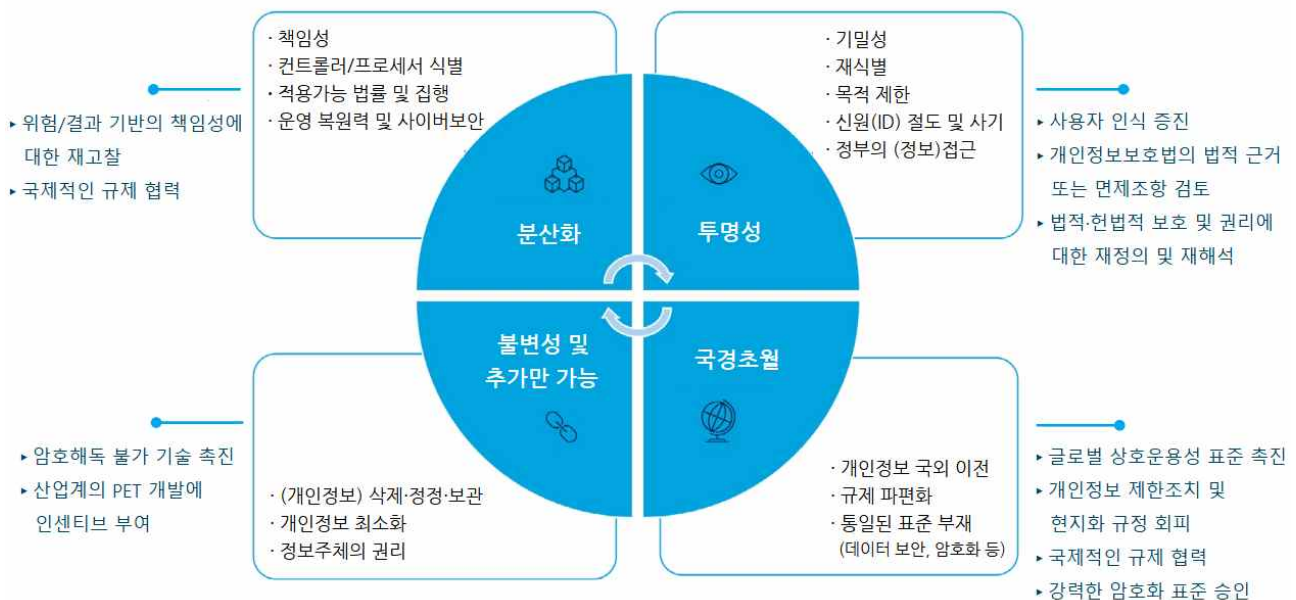 · 책임성
· 컨트롤러/프로세서 식별
· 적용가능 법률 및 집행
· 운영 복원력 및 사이버보안
▸ 위험/결과 기반의 책임성에
대한 재고찰
▸ 국제적인 규제 협력
분산화
· 기밀성
· 재식별
· 목적 제한
· 신원(ID) 절도 및 사기
· 정부의 (정보)접근
▸ 사용자 인식 증진
▸ 개인정보보호법의 법적 근거
또는 면제조항 검토
▸ 법적·헌법적 보호 및 권리에
대한 재정의 및 재해석
투명성
불변성 및
추가만 가능
▸ 암호해독 불가 기술 촉진
▸ 산업계의 PET 개발에
인센티브 부여
· (개인정보) 삭제·정정·보관
· 개인정보 최소화
· 정보주체의 권리
국경초월
· 개인정보 국외 이전
· 규제 파편화
· 통일된 표준 부재
(데이터 보안, 암호화 등)
▸ 글로벌 상호운용성 표준 촉진
▸ 개인정보 제한조치 및
현지화 규정 회피
▸ 국제적인 규제 협력
▸ 강력한 암호화 표준 승인